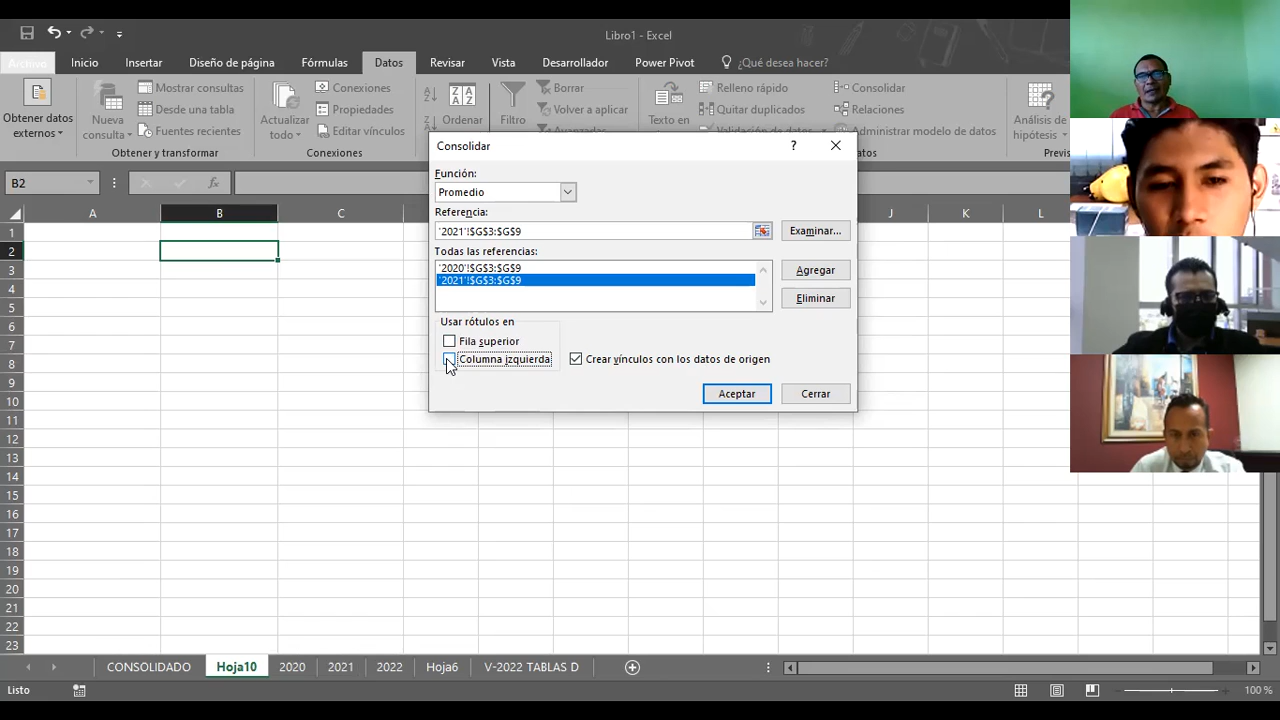 Libro1 - Excel
Archivo Inicio Insertar Diseño de página Fórmulas Datos Revisar Vista Desarrollador Power Pivot ¿Qué desea hacer?
Obtener datos externos
Nueva consulta
Mostrar consultas
Desde una tabla
Fuentes recientes
Obtener y transformar
Actualizar todo
Conexiones
Propiedades
Editar vínculos
Conexiones
Ordenar
Filtro
Borrar
Volver a aplicar
Avanzadas
Texto en
Relleno rápido
Quitar duplicados
Validación de datos
Consolidar
Relaciones
Administrar modelo de datos
Análisis de hipótesis
B2
fx
A B C J K L
1
2
3
4
5
6
7
8
9
10
11
12
13
14
15
16
17
18
19
20
21
22
23
Consolidar
?
Función:
Promedio
Referencia:
'2021'!$G$3:$G$9
Examinar...
Todas las referencias:
'2020'!$G$3:$G$9
'2021'!$G$3:$G$9
Agregar
Eliminar
Usar rótulos en
Fila superior
Columna izquierda
Crear vínculos con los datos de origen
Aceptar
Cerrar
CONSOLIDADO Hoja10 2020 2021 2022 Hoja6 V-2022 TABLAS D
Listo
100 %